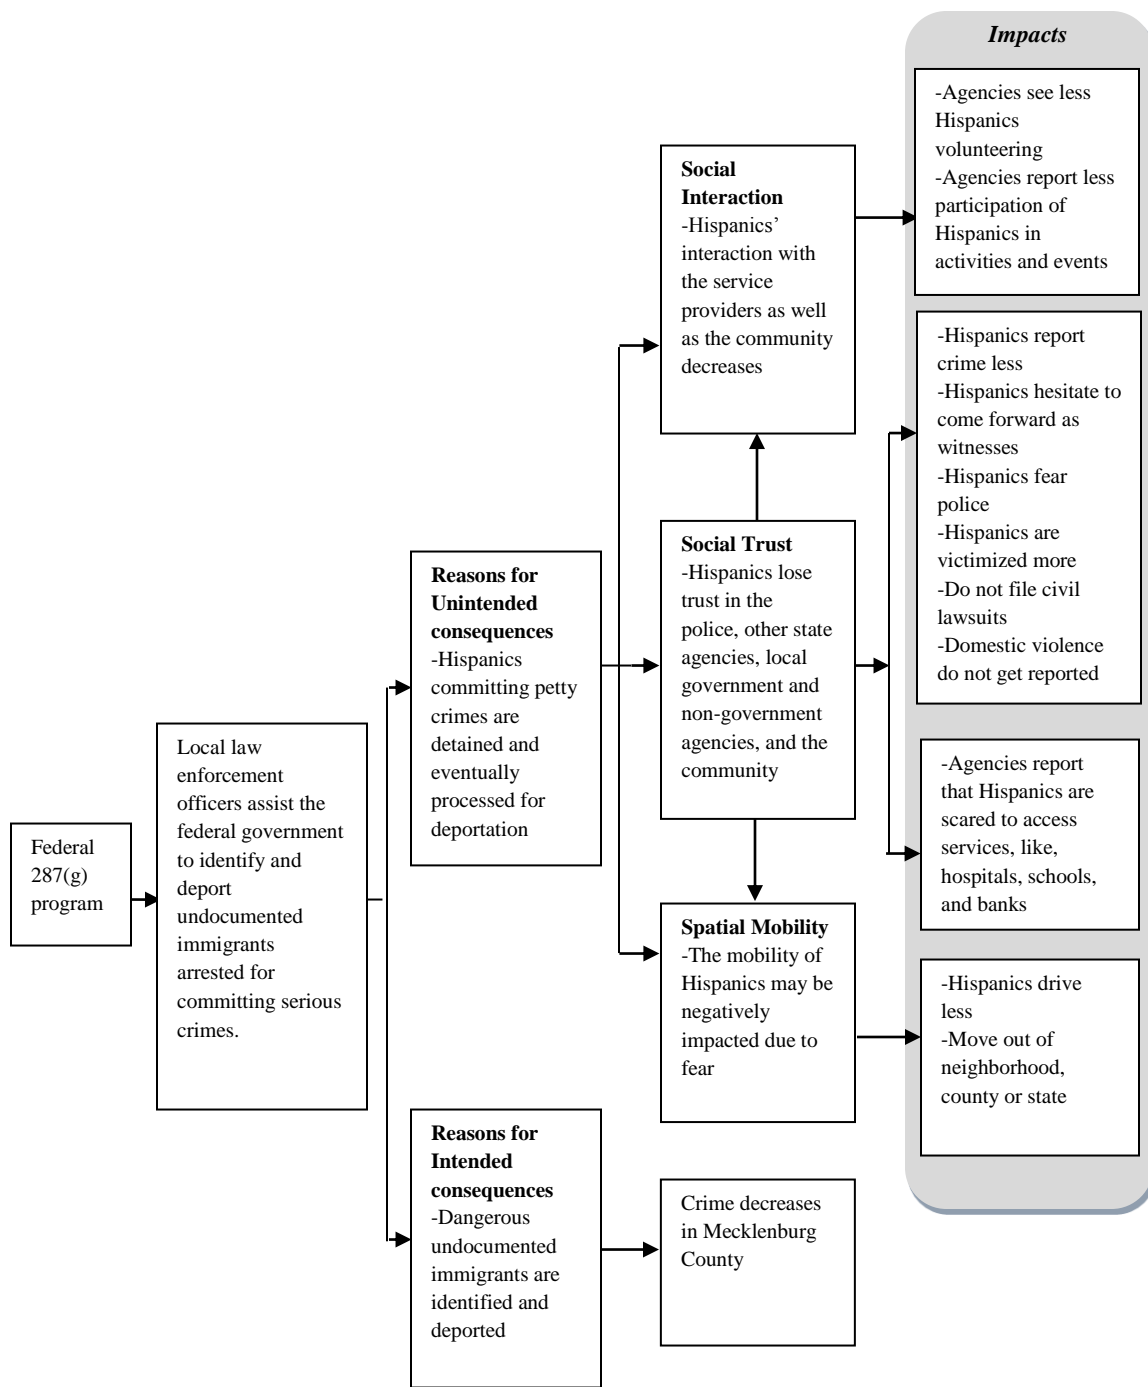 Federal
287(g)
program
Local law
enforcement
officers assist the
federal government
to identify and
deport
undocumented
immigrants
arrested for
committing serious
crimes.
Reasons for
Unintended
consequences
-Hispanics
committing petty
crimes are
detained and
eventually
processed for
deportation
Reasons for
Intended
consequences
-Dangerous
undocumented
immigrants are
identified and
deported
Social
Interaction
-Hispanics’
interaction with
the service
providers as well
as the community
decreases
Social Trust
-Hispanics lose
trust in the
police, other state
agencies, local
government and
non-government
agencies, and the
community
Spatial Mobility
-The mobility of
Hispanics may be
negatively
impacted due to
fear
Crime decreases
in Mecklenburg
County
Impacts
-Agencies see less
Hispanics
volunteering
-Agencies report less
participation of
Hispanics in
activities and events
-Hispanics report
crime less
-Hispanics hesitate to
come forward as
witnesses
-Hispanics fear
police
-Hispanics are
victimized more
-Do not file civil
lawsuits
-Domestic violence
do not get reported
-Agencies report
that Hispanics are
scared to access
services, like,
hospitals, schools,
and banks
-Hispanics drive
less
-Move out of
neighborhood,
county or state